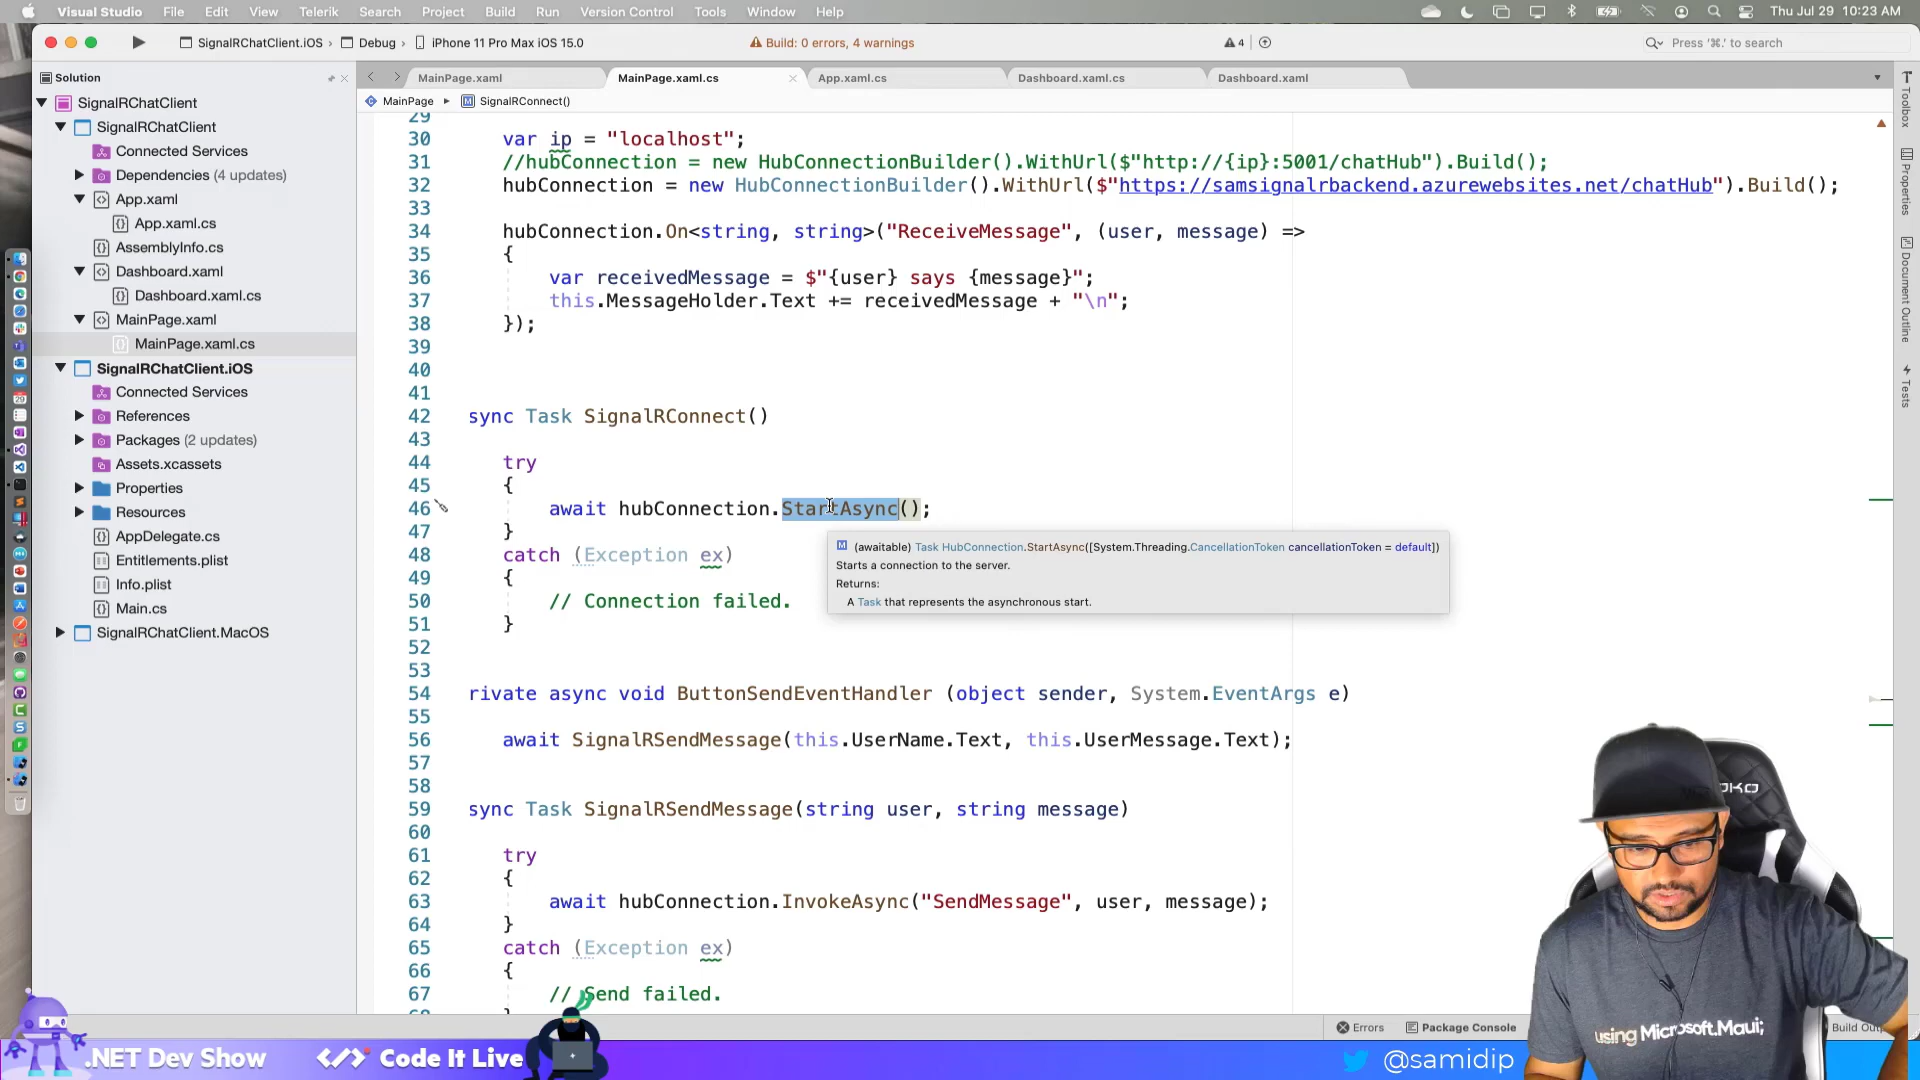 Visual Studio File Edit View Telerik Search Project Build Run Version Control Tools Window Help Thu Jul 29 10:23 AM
SignalRChatClient.iOS › Debug › iPhone 11 Pro Max iOS 15.0 Build: 0 errors, 4 warnings 4 Press '⌘.' to search
Solution
MainPage.xaml MainPage.xaml.cs App.xaml.cs Dashboard.xaml.cs Dashboard.xaml
MainPage ▸ SignalRConnect()
SignalRChatClient
SignalRChatClient
Connected Services
Dependencies (4 updates)
App.xaml
App.xaml.cs
AssemblyInfo.cs
Dashboard.xaml
Dashboard.xaml.cs
MainPage.xaml
MainPage.xaml.cs
SignalRChatClient.iOS
Connected Services
References
Packages (2 updates)
Assets.xcassets
Properties
Resources
AppDelegate.cs
Entitlements.plist
Info.plist
Main.cs
SignalRChatClient.MacOS
29
30 var ip = "localhost";
31 //hubConnection = new HubConnectionBuilder().WithUrl($"http://{ip}:5001/chatHub").Build();
32 hubConnection = new HubConnectionBuilder().WithUrl($"https://samsignalrbackend.azurewebsites.net/chatHub").Build();
33
34 hubConnection.On<string, string>("ReceiveMessage", (user, message) =>
35 {
36 var receivedMessage = $"{user} says {message}";
37 this.MessageHolder.Text += receivedMessage + "\n";
38 });
39
40
41
42 sync Task SignalRConnect()
43
44 try
45 {
46 await hubConnection.StartAsync();
47 }
48 catch (Exception ex)
49 {
50 // Connection failed.
51 }
52
53
54 rivate async void ButtonSendEventHandler (object sender, System.EventArgs e)
55
56 await SignalRSendMessage(this.UserName.Text, this.UserMessage.Text);
57
58
59 sync Task SignalRSendMessage(string user, string message)
60
61 try
62 {
63 await hubConnection.InvokeAsync("SendMessage", user, message);
64 }
65 catch (Exception ex)
66 {
67 // Send failed.
(awaitable) Task HubConnection.StartAsync([System.Threading.CancellationToken cancellationToken = default])
Starts a connection to the server.
Returns:
A Task that represents the asynchronous start.
Toolbox
Properties
Document Outline
Tests
Errors Package Console Build
using Microsoft.Maui;
.NET Dev Show Code It Live @samidip